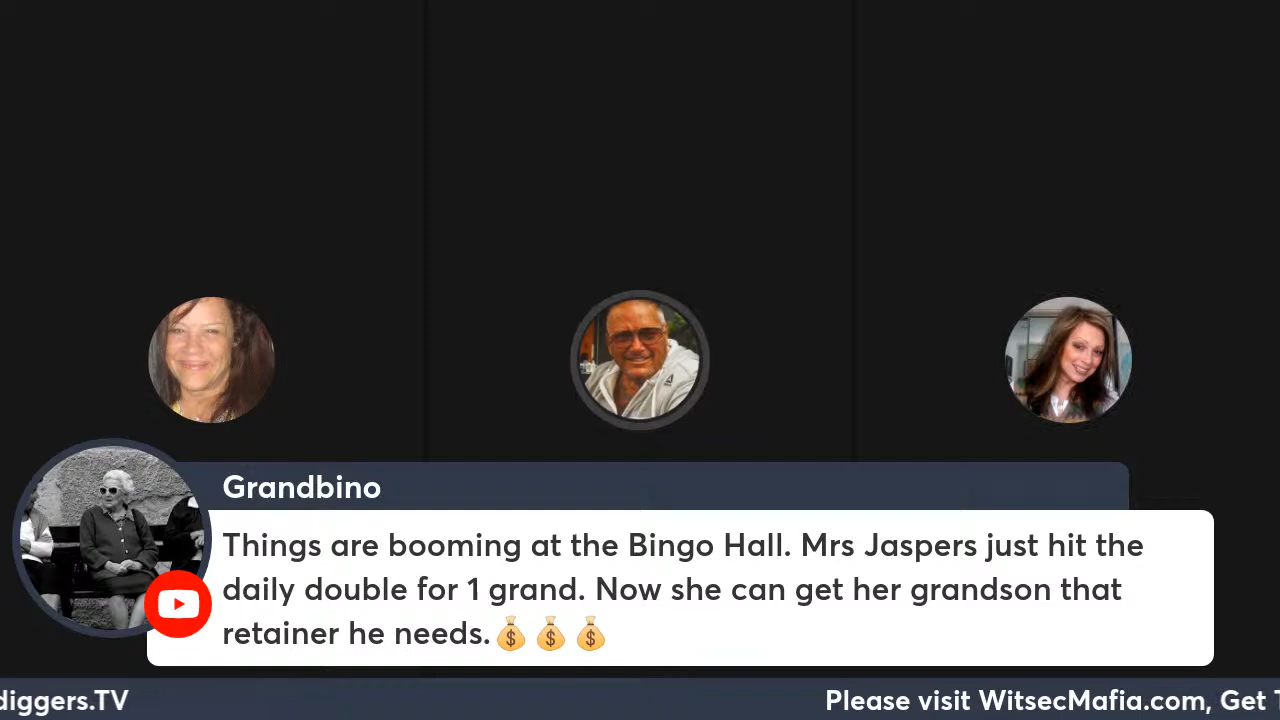 Grandbino
Things are booming at the Bingo Hall. Mrs Jaspers just hit the
daily double for 1 grand. Now she can get her grandson that
retainer he needs.💰💰💰
diggers.TV
Please visit WitsecMafia.com, Get